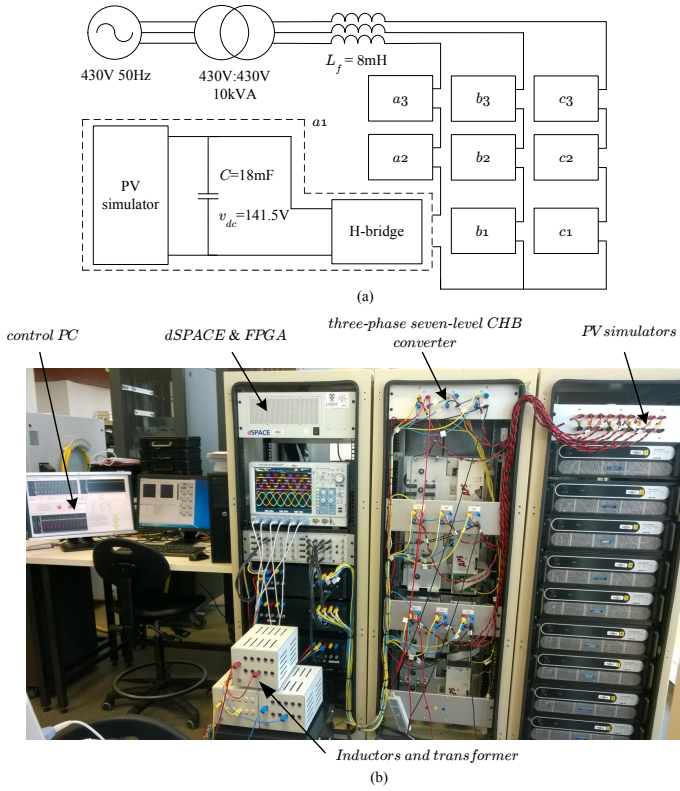 430V 50Hz
430V:430V
10kVA
L_f = 8mH
a1
a3
b3
c3
a2
b2
c2
b1
c1
PV
simulator
C=18mF
v_dc=141.5V
H-bridge
(a)
control PC
dSPACE & FPGA
three-phase seven-level CHB
converter
PV simulators
dSPACE
Inductors and transformer
(b)